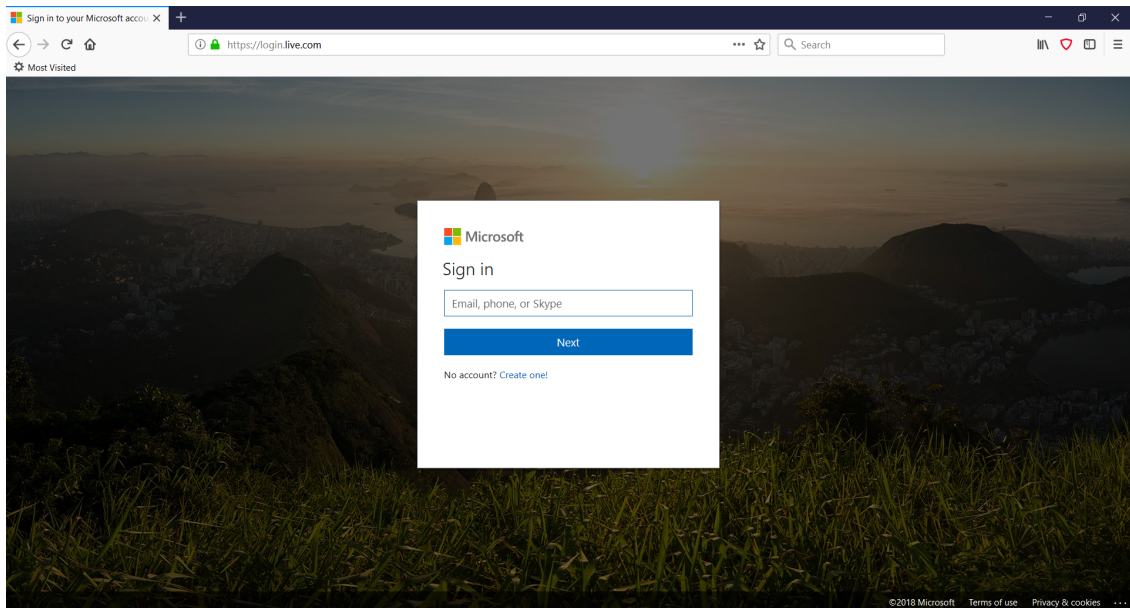 Sign in to your Microsoft accou
https://login.live.com
Search
Most Visited
Microsoft
Sign in
Email, phone, or Skype
Next
No account? Create one!
©2018 Microsoft Terms of use Privacy & cookies ...